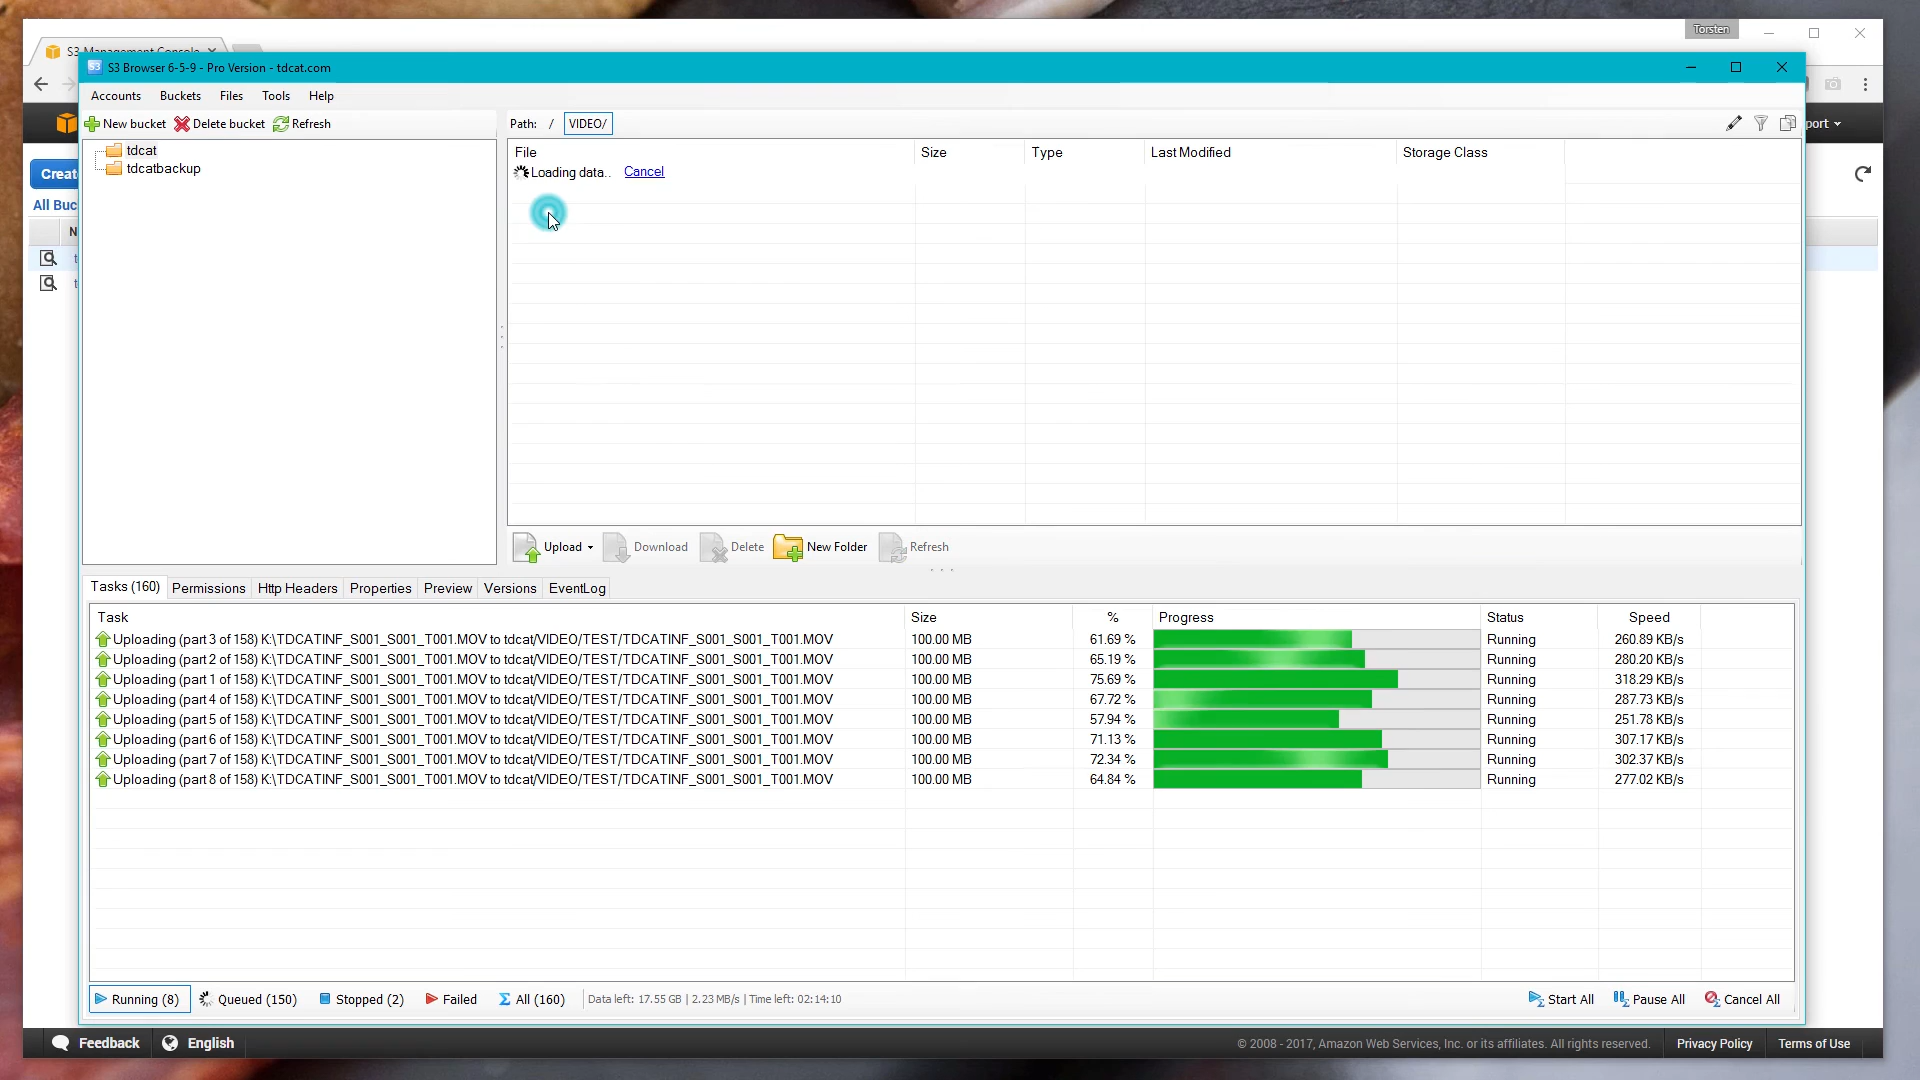 Torsten
S3 Management Console
S3 Browser 6-5-9 - Pro Version - tdcat.com
Accounts Buckets Files Tools Help
New bucket Delete bucket Refresh
Path: / VIDEO/
port
tdcat
tdcatbackup
File Size Type Last Modified Storage Class
Loading data.. Cancel
Creat
All Buc
N
Upload Download Delete New Folder Refresh
Tasks (160) Permissions Http Headers Properties Preview Versions EventLog
Task Size % Progress Status Speed
Uploading (part 3 of 158) K:\TDCATINF_S001_S001_T001.MOV to tdcat/VIDEO/TEST/TDCATINF_S001_S001_T001.MOV 100.00 MB 61.69 % Running 260.89 KB/s
Uploading (part 2 of 158) K:\TDCATINF_S001_S001_T001.MOV to tdcat/VIDEO/TEST/TDCATINF_S001_S001_T001.MOV 100.00 MB 65.19 % Running 280.20 KB/s
Uploading (part 1 of 158) K:\TDCATINF_S001_S001_T001.MOV to tdcat/VIDEO/TEST/TDCATINF_S001_S001_T001.MOV 100.00 MB 75.69 % Running 318.29 KB/s
Uploading (part 4 of 158) K:\TDCATINF_S001_S001_T001.MOV to tdcat/VIDEO/TEST/TDCATINF_S001_S001_T001.MOV 100.00 MB 67.72 % Running 287.73 KB/s
Uploading (part 5 of 158) K:\TDCATINF_S001_S001_T001.MOV to tdcat/VIDEO/TEST/TDCATINF_S001_S001_T001.MOV 100.00 MB 57.94 % Running 251.78 KB/s
Uploading (part 6 of 158) K:\TDCATINF_S001_S001_T001.MOV to tdcat/VIDEO/TEST/TDCATINF_S001_S001_T001.MOV 100.00 MB 71.13 % Running 307.17 KB/s
Uploading (part 7 of 158) K:\TDCATINF_S001_S001_T001.MOV to tdcat/VIDEO/TEST/TDCATINF_S001_S001_T001.MOV 100.00 MB 72.34 % Running 302.37 KB/s
Uploading (part 8 of 158) K:\TDCATINF_S001_S001_T001.MOV to tdcat/VIDEO/TEST/TDCATINF_S001_S001_T001.MOV 100.00 MB 64.84 % Running 277.02 KB/s
Running (8) Queued (150) Stopped (2) Failed All (160) Data left: 17.55 GB | 2.23 MB/s | Time left: 02:14:10 Start All Pause All Cancel All
Feedback English © 2008 - 2017, Amazon Web Services, Inc. or its affiliates. All rights reserved. Privacy Policy Terms of Use